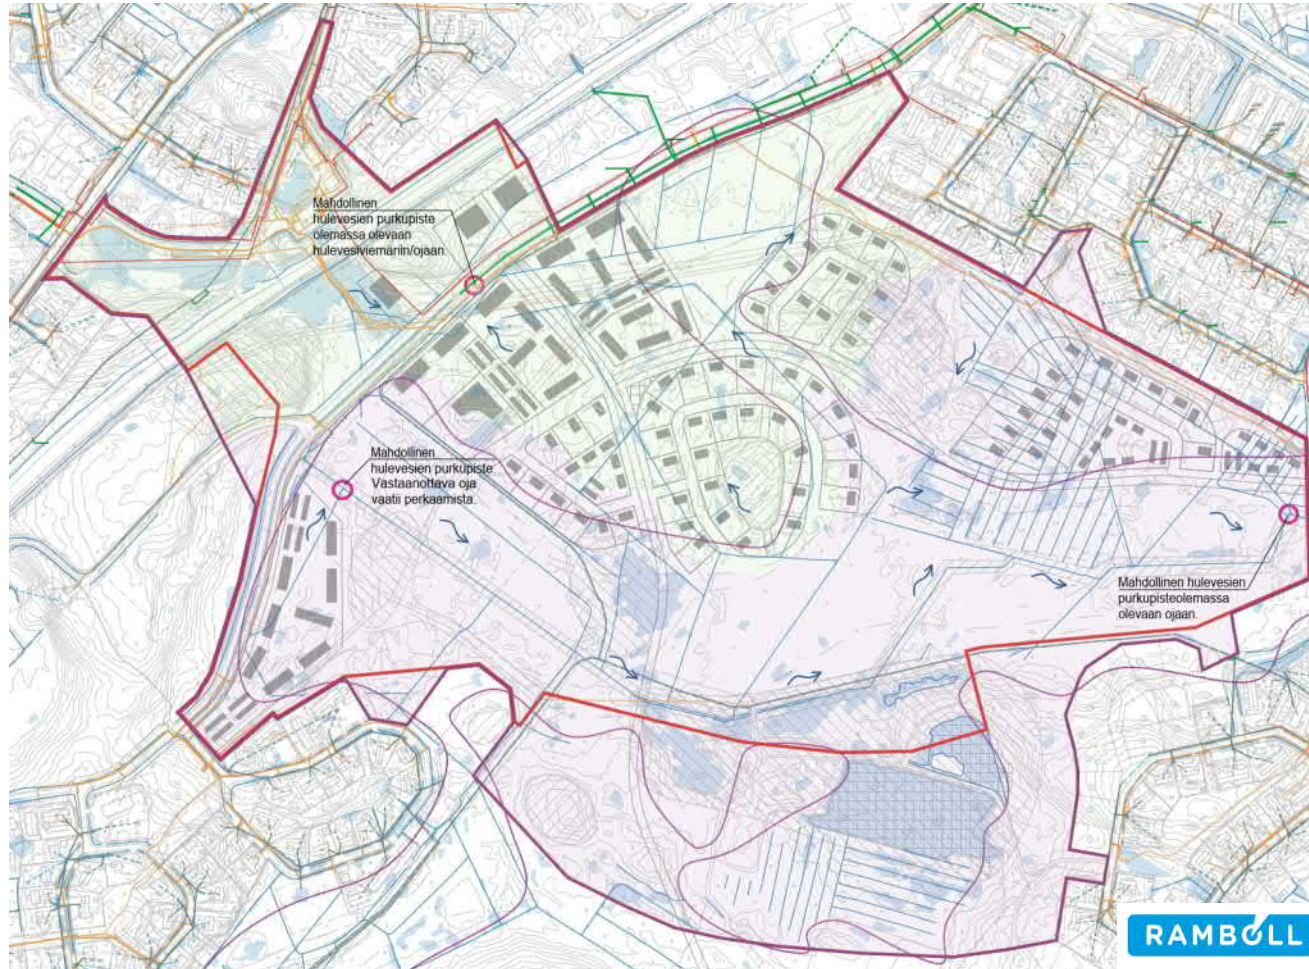 Mahdollinen
hulevesien purkupiste
olemassa olevaan
hulevesiviemäriin/ojaan.
Mahdollinen
hulevesien purkupiste.
Vastaanottava oja
vaatii perkaamista.
Mahdollinen hulevesien
purkupisteolemassa
olevaan ojaan.
RAMBOLL